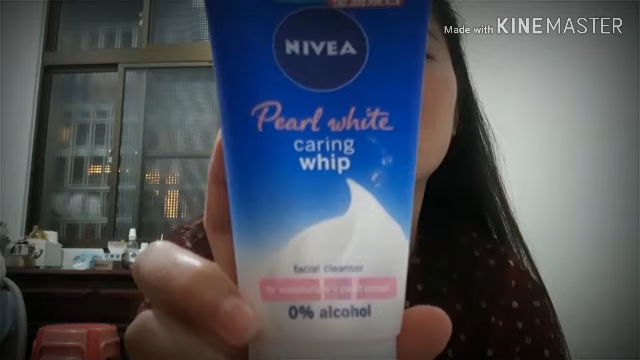 Made with KINEMASTER
NIVEA
Pearl white
caring
whip
facial cleanser
0% alcohol